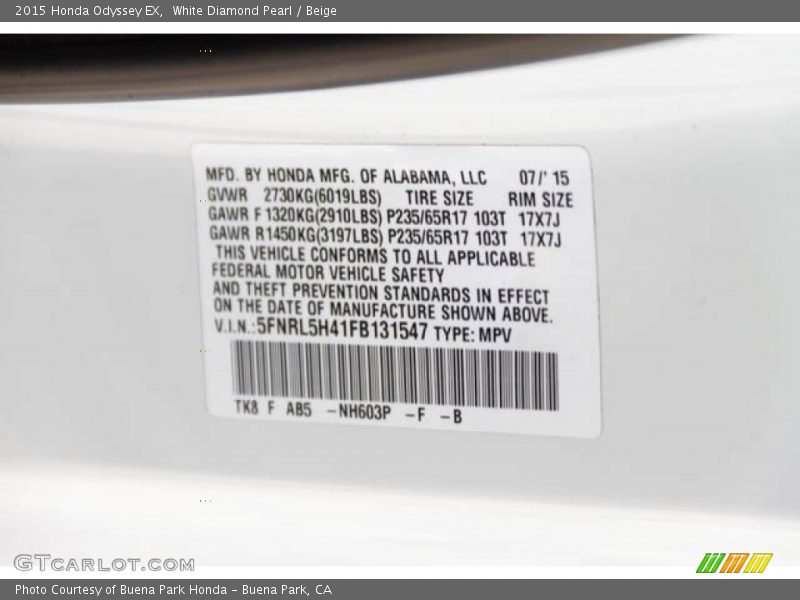 2015 Honda Odyssey EX,  White Diamond Pearl / Beige
MFD. BY HONDA MFG. OF ALABAMA, LLC 07/' 15
GVWR 2730KG(6019LBS) TIRE SIZE RIM SIZE
GAWR F 1320KG(2910LBS) P235/65R17 103T 17X7J
GAWR R1450KG(3197LBS) P235/65R17 103T 17X7J
THIS VEHICLE CONFORMS TO ALL APPLICABLE
FEDERAL MOTOR VEHICLE SAFETY
AND THEFT PREVENTION STANDARDS IN EFFECT
ON THE DATE OF MANUFACTURE SHOWN ABOVE.
V.I.N.:5FNRL5H41FB131547 TYPE: MPV
TK8 F AB5 -NH603P -F -B
GTCARLOT.COM
Photo Courtesy of Buena Park Honda - Buena Park, CA